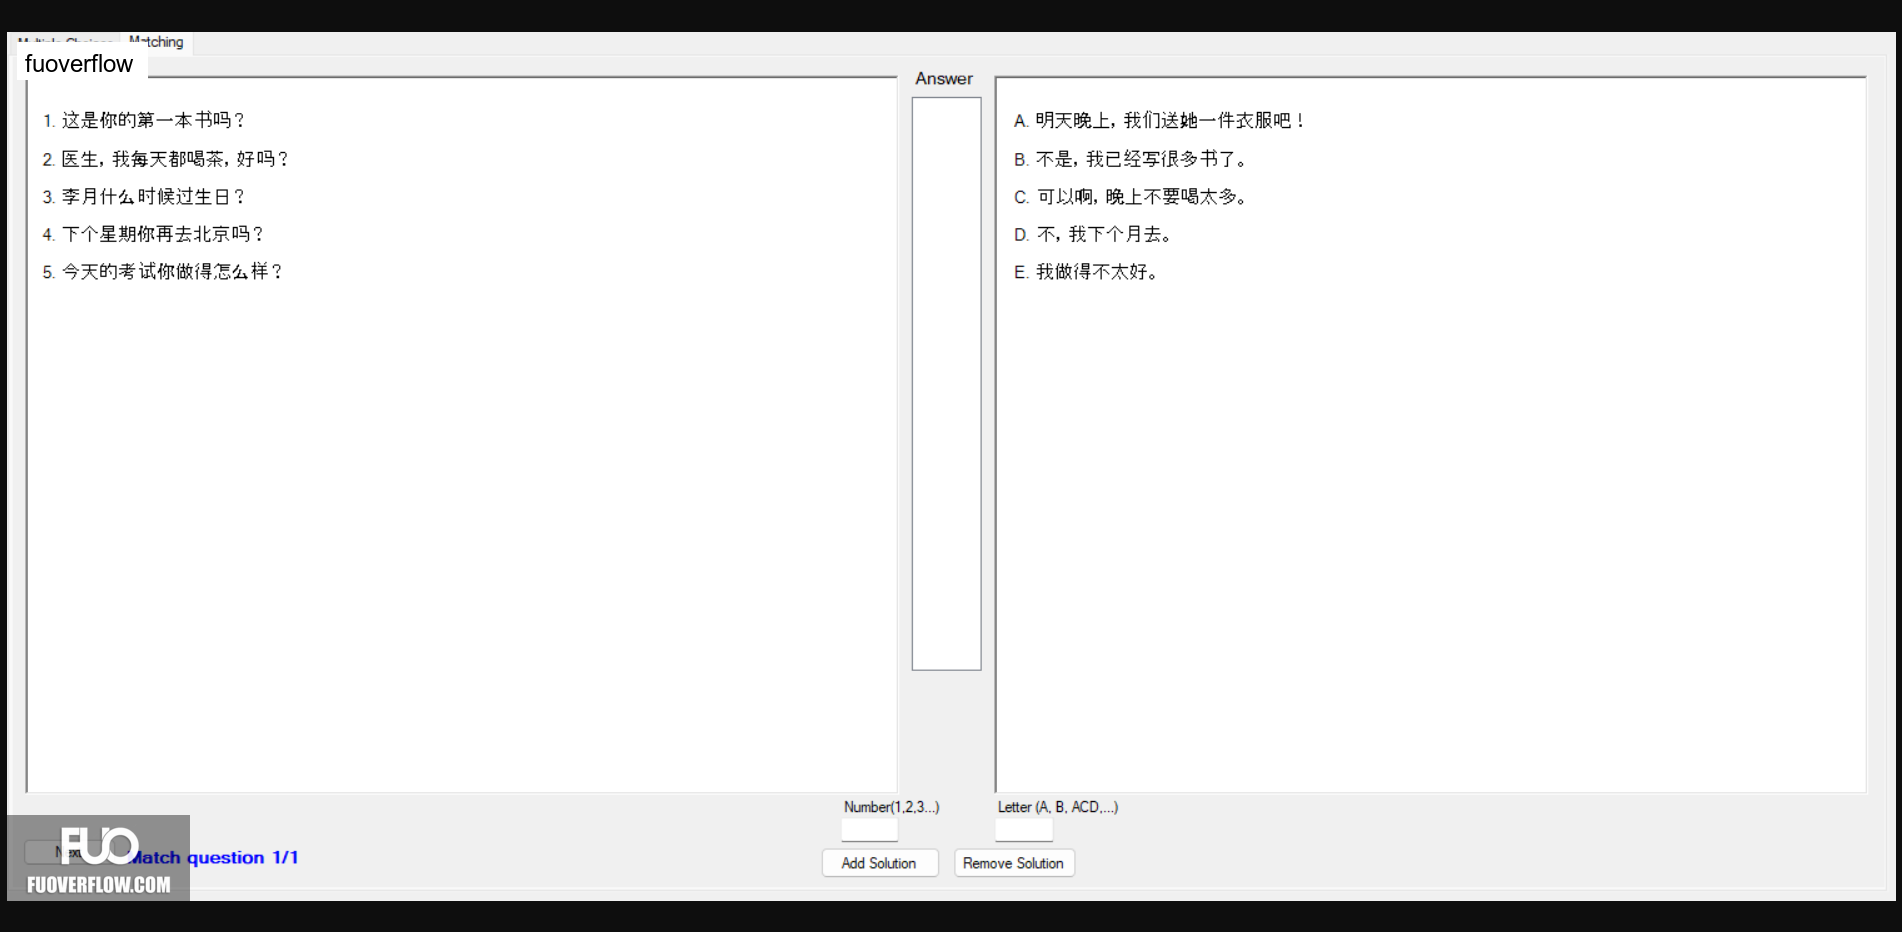 Matching
fuoverflow
Answer
1. 这是你的第一本书吗？
2. 医生, 我每天都喝茶, 好吗？
3. 李月什么时候过生日？
4. 下个星期你再去北京吗？
5. 今天的考试你做得怎么样？
A. 明天晚上, 我们送她一件衣服吧！
B. 不是, 我已经写很多书了。
C. 可以啊, 晚上不要喝太多。
D. 不, 我下个月去。
E. 我做得不太好。
Number(1,2,3...)
Letter (A, B, ACD,...)
Add Solution
Remove Solution
Match question 1/1
FUO
FUOVERFLOW.COM